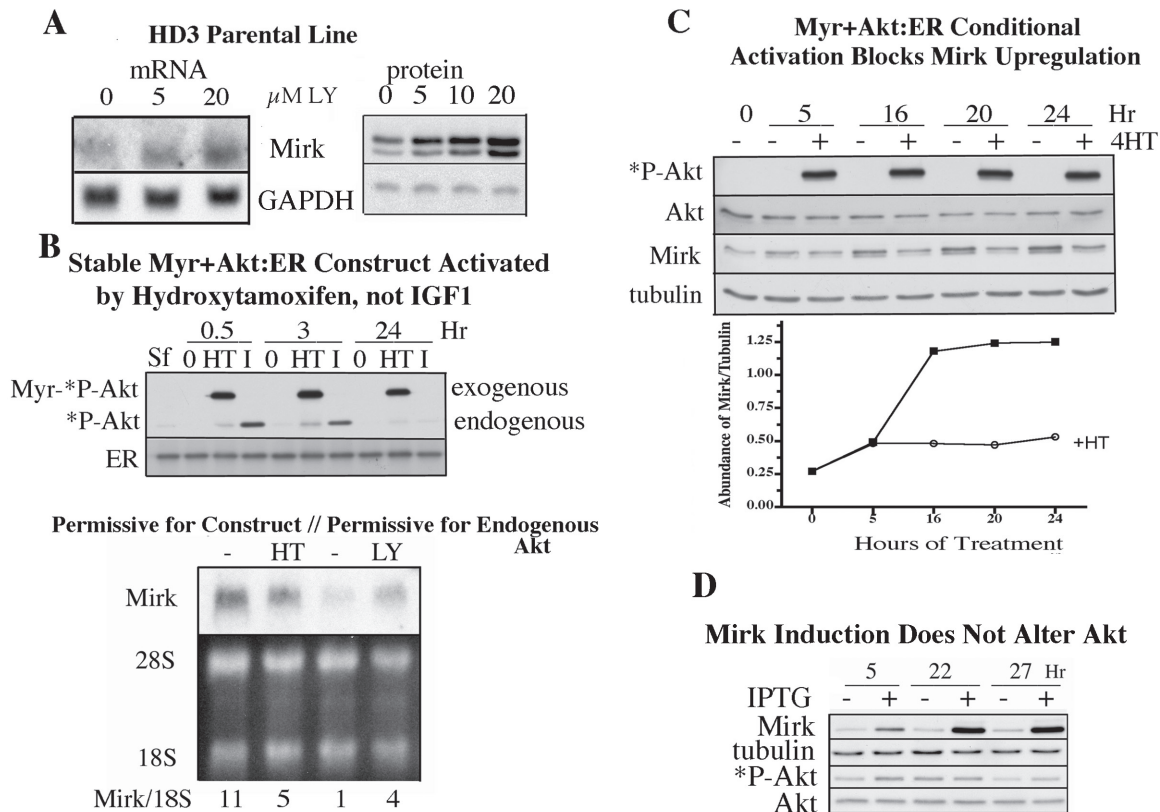 A
HD3 Parental Line
mRNA
protein
0 5 20 µM LY 0 5 10 20
Mirk
GAPDH
B
Stable Myr+Akt:ER Construct Activated
by Hydroxytamoxifen, not IGF1
0.5 3 24 Hr
Sf 0 HT I 0 HT I 0 HT I
Myr-*P-Akt exogenous
*P-Akt endogenous
ER
Permissive for Construct // Permissive for Endogenous
Akt
- HT - LY
Mirk
28S
18S
Mirk/18S 11 5 1 4
C
Myr+Akt:ER Conditional
Activation Blocks Mirk Upregulation
0 5 16 20 24 Hr
- - + - + - + - + 4HT
*P-Akt
Akt
Mirk
tubulin
Abundance of Mirk/Tubulin
1.25
1.00
0.75
0.50
0.25
0.00
+HT
0 5 16 20 24
Hours of Treatment
D
Mirk Induction Does Not Alter Akt
5 22 27 Hr
IPTG - + - + - +
Mirk
tubulin
*P-Akt
Akt